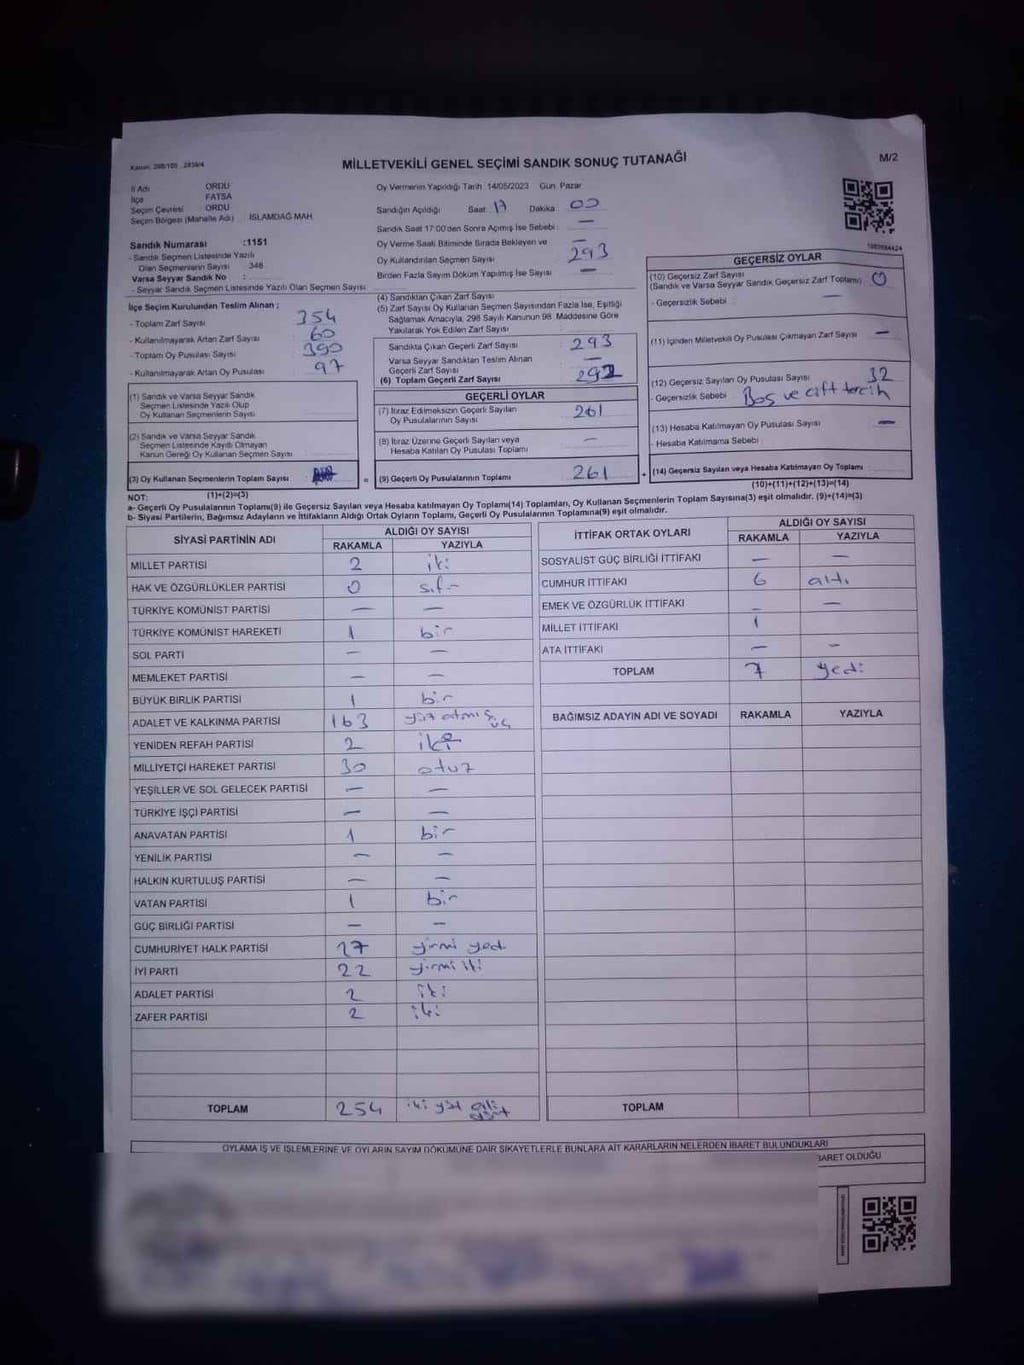 Kanun: 298/105 2839/4
MİLLETVEKİLİ GENEL SEÇİMİ SANDIK SONUÇ TUTANAĞI
M/2
İl Adı ORDU
İlçe FATSA
Seçim Çevresi ORDU
Seçim Bölgesi (Mahalle Adı) İSLAMDAĞ MAH.
Oy Vermenin Yapıldığı Tarih 14/05/2023 Gün Pazar
Sandığın Açıldığı Saat 17 Dakika 00
Sandık Saat 17:00'den Sonra Açımış İse Sebebi: —
Oy Verme Saati Bitiminde Sırada Bekleyen ve —
Oy Kullandırılan Seçmen Sayısı 293
Birden Fazla Sayım Döküm Yapılmış İse Sayısı —
Sandık Numarası :1151
- Sandık Seçmen Listesinde Yazılı
Olan Seçmenlerin Sayısı 346
Varsa Seyyar Sandık No :
- Seyyar Sandık Seçmen Listesinde Yazılı Olan Seçmen Sayısı
İlçe Seçim Kurulundan Teslim Alınan ;
- Toplam Zarf Sayısı 354
- Kullanılmayarak Artan Zarf Sayısı 60
- Toplam Oy Pusulası Sayısı 390
- Kullanılmayarak Artan Oy Pusulası 97
(1) Sandık ve Varsa Seyyar Sandık
Seçmen Listesinde Yazılı Olup
Oy Kullanan Seçmenlerin Sayısı
(2) Sandık ve Varsa Seyyar Sandık
Seçmen Listesinde Kayıtlı Olmayan
Kanun Gereği Oy Kullanan Seçmen Sayısı
(3) Oy Kullanan Seçmenlerin Toplam Sayısı
(1)+(2)=(3)
(4) Sandıktan Çıkan Zarf Sayısı
(5) Zarf Sayısı Oy Kullanan Seçmen Sayısından Fazla İse, Eşitliği
Sağlamak Amacıyla, 298 Sayılı Kanunun 98. Maddesine Göre
Yakılarak Yok Edilen Zarf Sayısı
Sandıkta Çıkan Geçerli Zarf Sayısı 293
Varsa Seyyar Sandıktan Teslim Alınan
Geçerli Zarf Sayısı —
(6) Toplam Geçerli Zarf Sayısı
GEÇERLİ OYLAR
(7) İtiraz Edilmeksizin Geçerli Sayılan
Oy Pusulalarının Sayısı 261
(8) İtiraz Üzerine Geçerli Sayılan veya
Hesaba Katılan Oy Pusulası Toplamı —
= (9) Geçerli Oy Pusulalarının Toplamı 261 +
GEÇERSİZ OYLAR
(10) Geçersiz Zarf Sayısı
(Sandık ve Varsa Seyyar Sandık Geçersiz Zarf Toplamı) 0
- Geçersizlik Sebebi —
(11) İçinden Milletvekili Oy Pusulası Çıkmayan Zarf Sayısı —
(12) Geçersiz Sayılan Oy Pusulası Sayısı 32
- Geçersizlik Sebebi Boş ve çift tercih
(13) Hesaba Katılmayan Oy Pusulası Sayısı —
- Hesaba Katılmama Sebebi
(14) Geçersiz Sayılan veya Hesaba Katılmayan Oy Pusulası Toplamı
(10)+(11)+(12)+(13)=(14)
NOT:
a- Geçerli Oy Pusulalarının Toplamı(9) ile Geçersiz Sayılan veya Hesaba Katılmayan Oy Toplamı(14) Toplamları, Oy Kullanan Seçmenlerin Toplam Sayısına(3) eşit olmalıdır. (9)+(14)=(3)
b- Siyasi Partilerin, Bağımsız Adayların ve İttifakların Aldığı Ortak Oyların Toplamı, Geçerli Oy Pusulalarının Toplamına(9) eşit olmalıdır.
SİYASİ PARTİNİN ADI ALDIĞI OY SAYISI
RAKAMLA YAZIYLA
MİLLET PARTİSİ 2 iki
HAK VE ÖZGÜRLÜKLER PARTİSİ 0 sıfır
TÜRKİYE KOMÜNİST PARTİSİ — —
TÜRKİYE KOMÜNİST HAREKETİ 1 bir
SOL PARTİ — —
MEMLEKET PARTİSİ — —
BÜYÜK BİRLİK PARTİSİ 1 bir
ADALET VE KALKINMA PARTİSİ 163 yüz atmış üç
YENİDEN REFAH PARTİSİ 2 iki
MİLLİYETÇİ HAREKET PARTİSİ 30 otuz
YEŞİLLER VE SOL GELECEK PARTİSİ — —
TÜRKİYE İŞÇİ PARTİSİ — —
ANAVATAN PARTİSİ 1 bir
YENİLİK PARTİSİ — —
HALKIN KURTULUŞ PARTİSİ — —
VATAN PARTİSİ 1 bir
GÜÇ BİRLİĞİ PARTİSİ — —
CUMHURİYET HALK PARTİSİ 27 yirmi yedi
İYİ PARTİ 22 yirmi iki
ADALET PARTİSİ 2 iki
ZAFER PARTİSİ 2 iki
TOPLAM 254 iki yüz elli dört
İTTİFAK ORTAK OYLARI ALDIĞI OY SAYISI
RAKAMLA YAZIYLA
SOSYALİST GÜÇ BİRLİĞİ İTTİFAKI — —
CUMHUR İTTİFAKI 6 altı
EMEK VE ÖZGÜRLÜK İTTİFAKI — —
MİLLET İTTİFAKI 1
ATA İTTİFAKI — —
TOPLAM 7 yedi
BAĞIMSIZ ADAYIN ADI VE SOYADI RAKAMLA YAZIYLA
TOPLAM
OYLAMA İŞ VE İŞLEMLERİNE VE OYLARIN SAYIM DÖKÜMÜNE DAİR ŞİKAYETLERLE BUNLARA AİT KARARLARIN NELERDEN İBARET BULUNDUKLARI
İBARET OLDUĞU